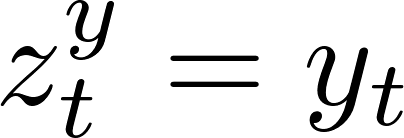 $z_t^y = y_t$